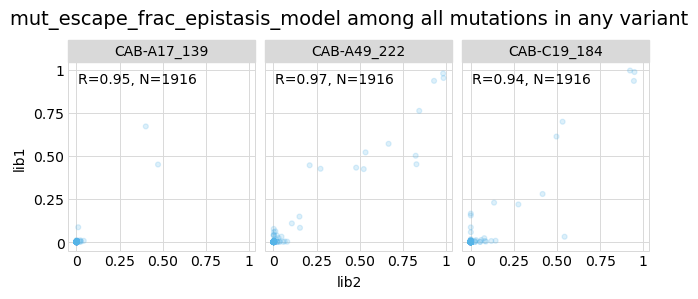 mut_escape_frac_epistasis_model among all mutations in any variant
CAB-A17_139 CAB-A49_222 CAB-C19_184
R=0.95, N=1916 R=0.97, N=1916 R=0.94, N=1916
1
0.75
0.50
0.25
0
lib1
0 0.25 0.50 0.75 1 0 0.25 0.50 0.75 1 0 0.25 0.50 0.75 1
lib2